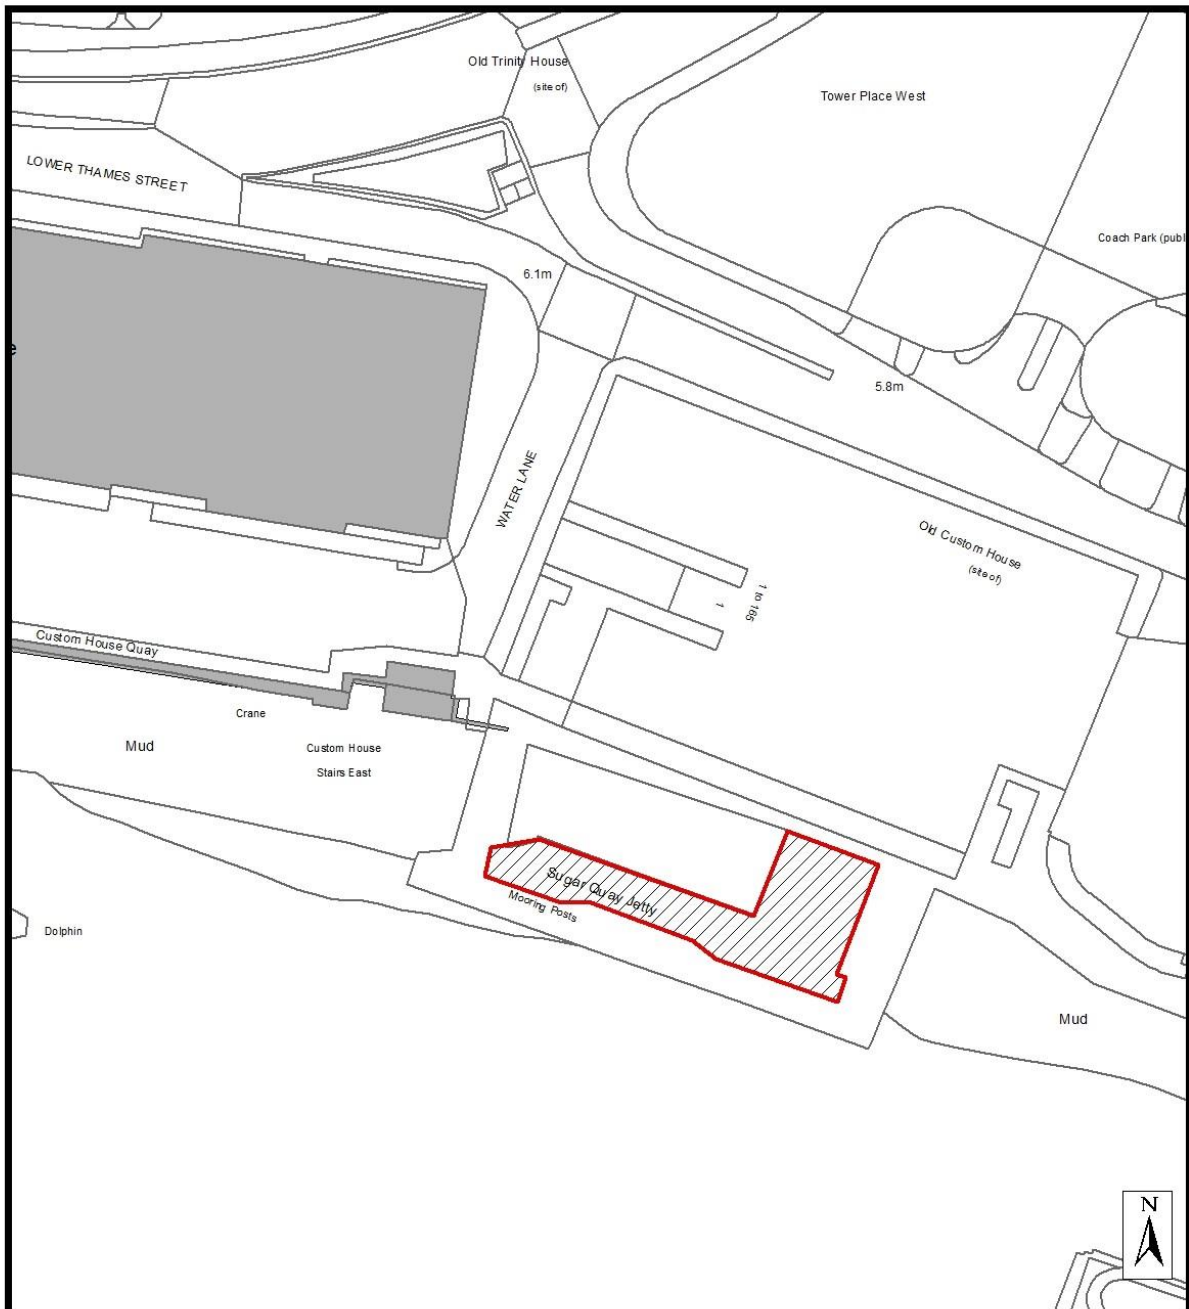 Old Trinity House
(site of)
Tower Place West
LOWER THAMES STREET
Coach Park (publ
6.1m
e
5.8m
WATER LANE
Old Custom House
(site of)
1 to 165
1
Custom House Quay
Crane
Mud
Custom House
Stairs East
Sugar Quay Jetty
Mooring Posts
Dolphin
Mud
N